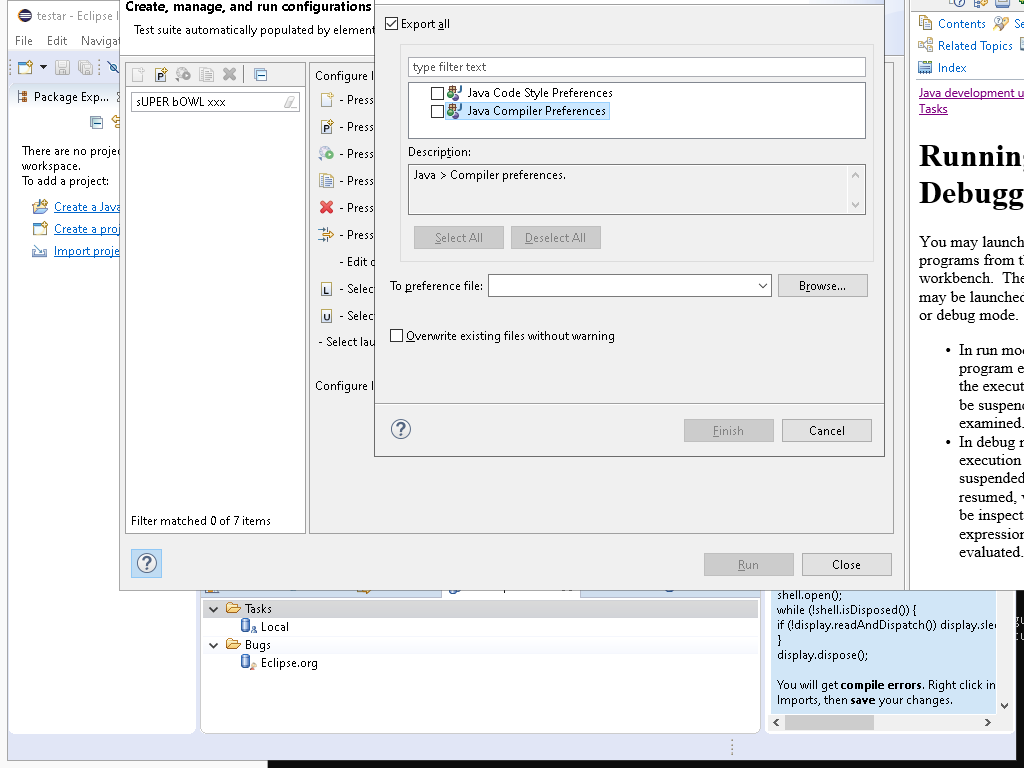 testar - Eclipse I
File Edit Navigat
Package Exp...
There are no projec
workspace.
To add a project:
Create a Java
Create a proj
Import proje
Create, manage, and run configurations
Test suite automatically populated by element
sUPER bOWL xxx
Filter matched 0 of 7 items
Configure l
- Press
- Press
- Press
- Press
- Press
- Press
- Edit o
- Selec
- Selec
- Select lau
Configure l
Run
Close
Export all
type filter text
Java Code Style Preferences
Java Compiler Preferences
Description:
Java > Compiler preferences.
Select All
Deselect All
To preference file:
Browse...
Overwrite existing files without warning
Finish
Cancel
Contents Se
Related Topics
Index
Java development u
Tasks
Running
Debugg
You may launch
programs from th
workbench. The
may be launched
or debug mode.
• In run mod
program e
the execut
be suspend
examined.
• In debug m
execution
suspended
resumed, v
be inspect
expression
evaluated.
Tasks
Local
Bugs
Eclipse.org
shell.open();
while (!shell.isDisposed()) {
if (!display.readAndDispatch()) display.slee
}
display.dispose();
You will get compile errors. Right click in
Imports, then save your changes.